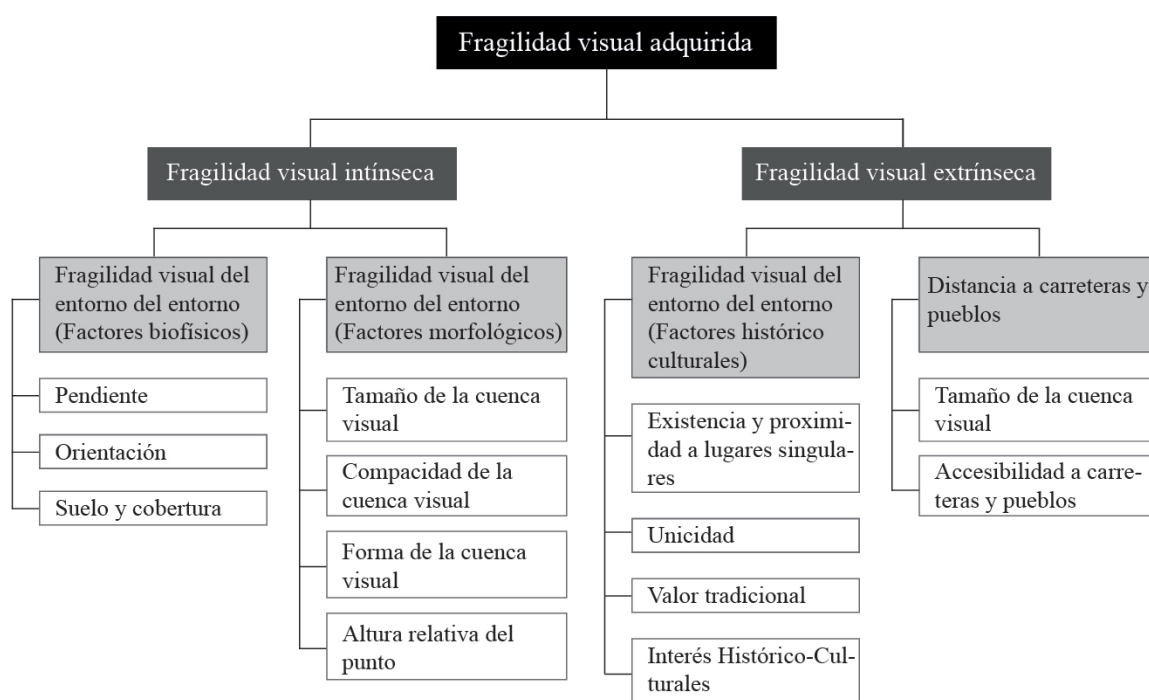 Fragilidad visual adquirida
Fragilidad visual intínseca
Fragilidad visual extrínseca
Fragilidad visual del
entorno del entorno
(Factores biofísicos)
Pendiente
Orientación
Suelo y cobertura
Fragilidad visual del
entorno del entorno
(Factores morfológicos)
Tamaño de la cuenca
visual
Compacidad de la
cuenca visual
Forma de la cuenca
visual
Altura relativa del
punto
Fragilidad visual del
entorno del entorno
(Factores histórico
culturales)
Existencia y proximi-
dad a lugares singula-
res
Unicidad
Valor tradicional
Interés Histórico-Cul-
turales
Distancia a carreteras y
pueblos
Tamaño de la cuenca
visual
Accesibilidad a carre-
teras y pueblos